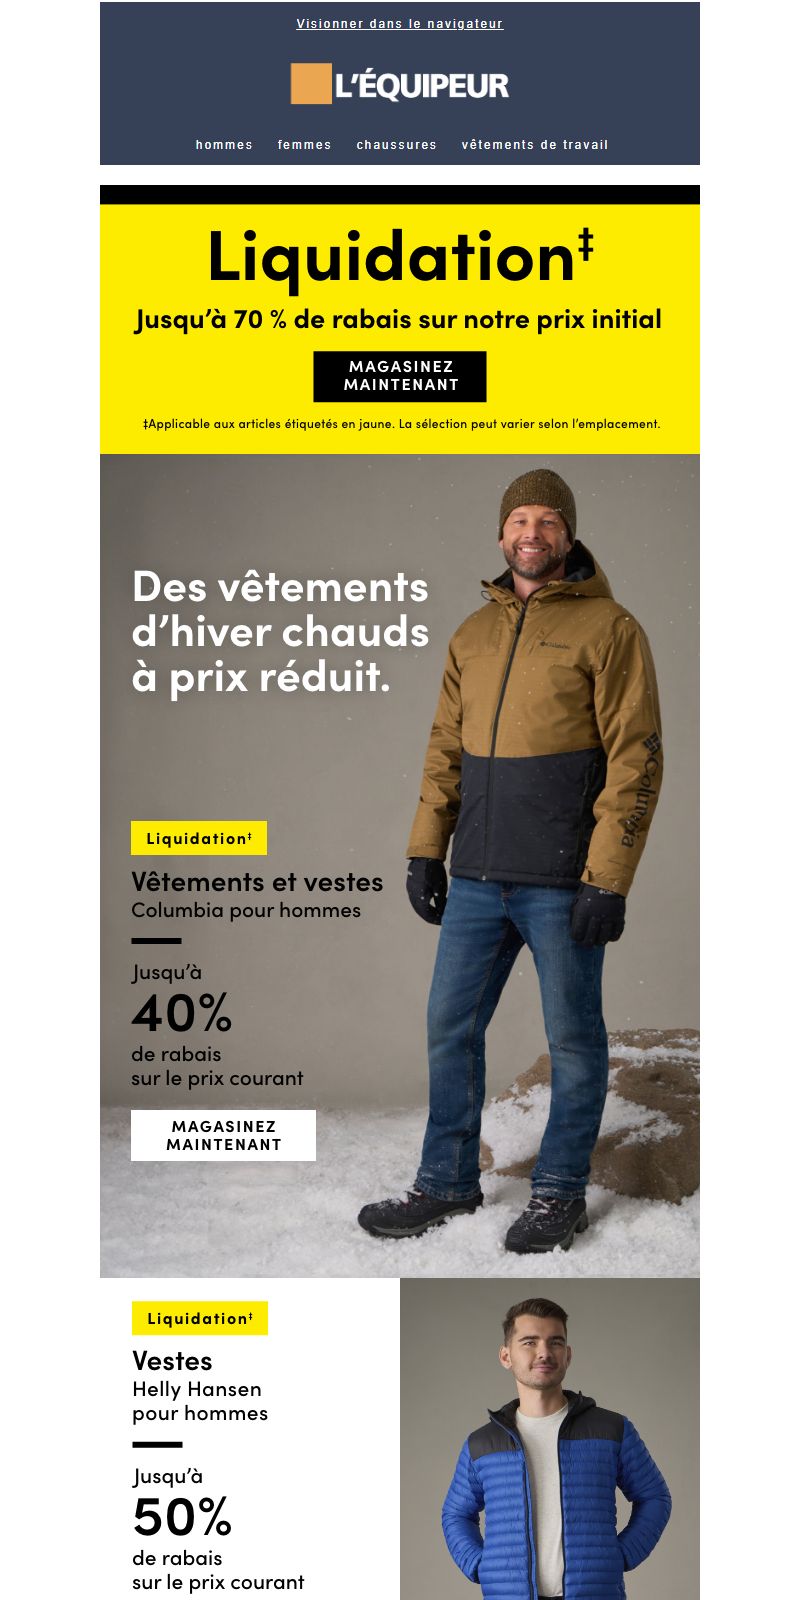 Visionner dans le navigateur
L'ÉQUIPEUR
hommes femmes chaussures vêtements de travail
Liquidation‡
Jusqu'à 70 % de rabais sur notre prix initial
MAGASINEZ
MAINTENANT
‡Applicable aux articles étiquetés en jaune. La sélection peut varier selon l'emplacement.
Des vêtements
d'hiver chauds
à prix réduit.
Columbia
Columbia
Columbia
Liquidation‡
Vêtements et vestes
Columbia pour hommes
Jusqu'à
40%
de rabais
sur le prix courant
MAGASINEZ
MAINTENANT
Liquidation‡
Vestes
Helly Hansen
pour hommes
Jusqu'à
50%
de rabais
sur le prix courant